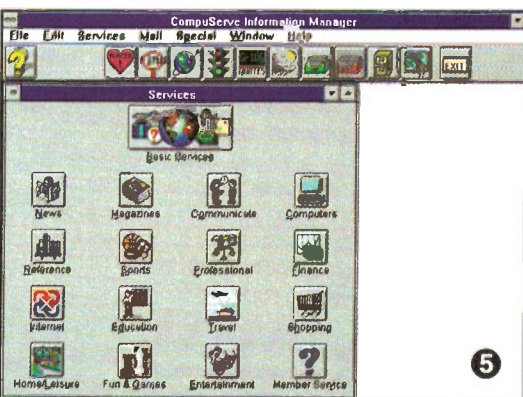 CompuServe Information Manager
File Edit Services Mail Special Window Help
EXIT
Services
Basic Services
News Magazines Communicate Computers
Reference Sports Professional Finance
Internet Education Travel Shopping
Home/Leisure Fun & Games Entertainment Member Service
5